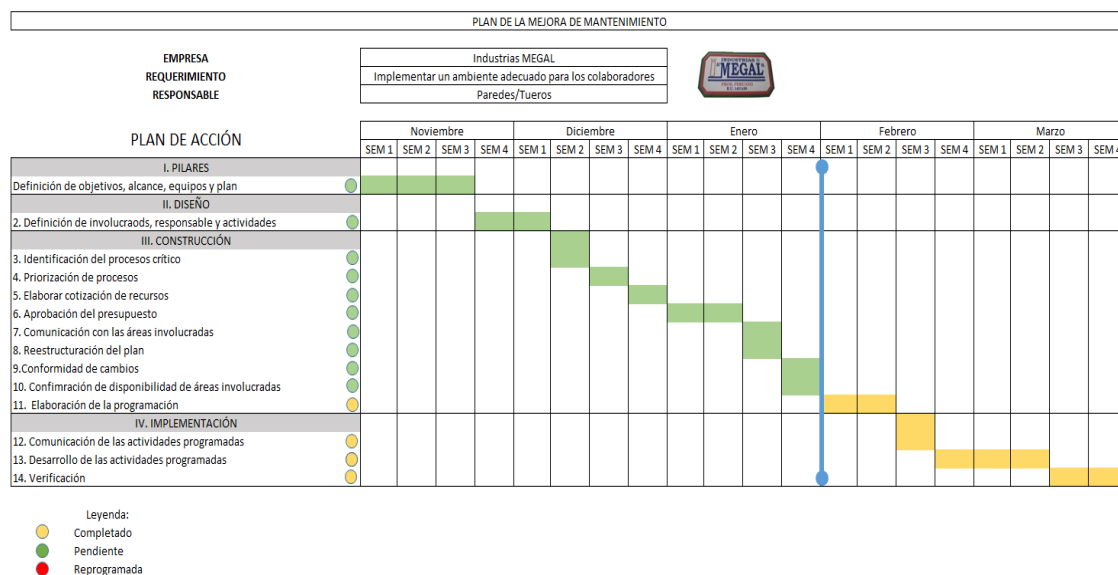 PLAN DE LA MEJORA DE MANTENIMIENTO
EMPRESA Industrias MEGAL
REQUERIMIENTO Implementar un ambiente adecuado para los colaboradores
RESPONSABLE Paredes/Tueros
INDUSTRIAS
MEGAL
PLAN DE ACCIÓN
Noviembre Diciembre Enero Febrero Marzo
SEM 1 SEM 2 SEM 3 SEM 4 SEM 1 SEM 2 SEM 3 SEM 4 SEM 1 SEM 2 SEM 3 SEM 4 SEM 1 SEM 2 SEM 3 SEM 4 SEM 1 SEM 2 SEM 3 SEM 4
I. PILARES
Definición de objetivos, alcance, equipos y plan
II. DISEÑO
2. Definición de involucraods, responsable y actividades
III. CONSTRUCCIÓN
3. Identificación del procesos crítico
4. Priorización de procesos
5. Elaborar cotización de recursos
6. Aprobación del presupuesto
7. Comunicación con las áreas involucradas
8. Reestructuración del plan
9.Conformidad de cambios
10. Confimración de disponibilidad de áreas involucradas
11. Elaboración de la programación
IV. IMPLEMENTACIÓN
12. Comunicación de las actividades programadas
13. Desarrollo de las actividades programadas
14. Verificación
Leyenda:
Completado
Pendiente
Reprogramada